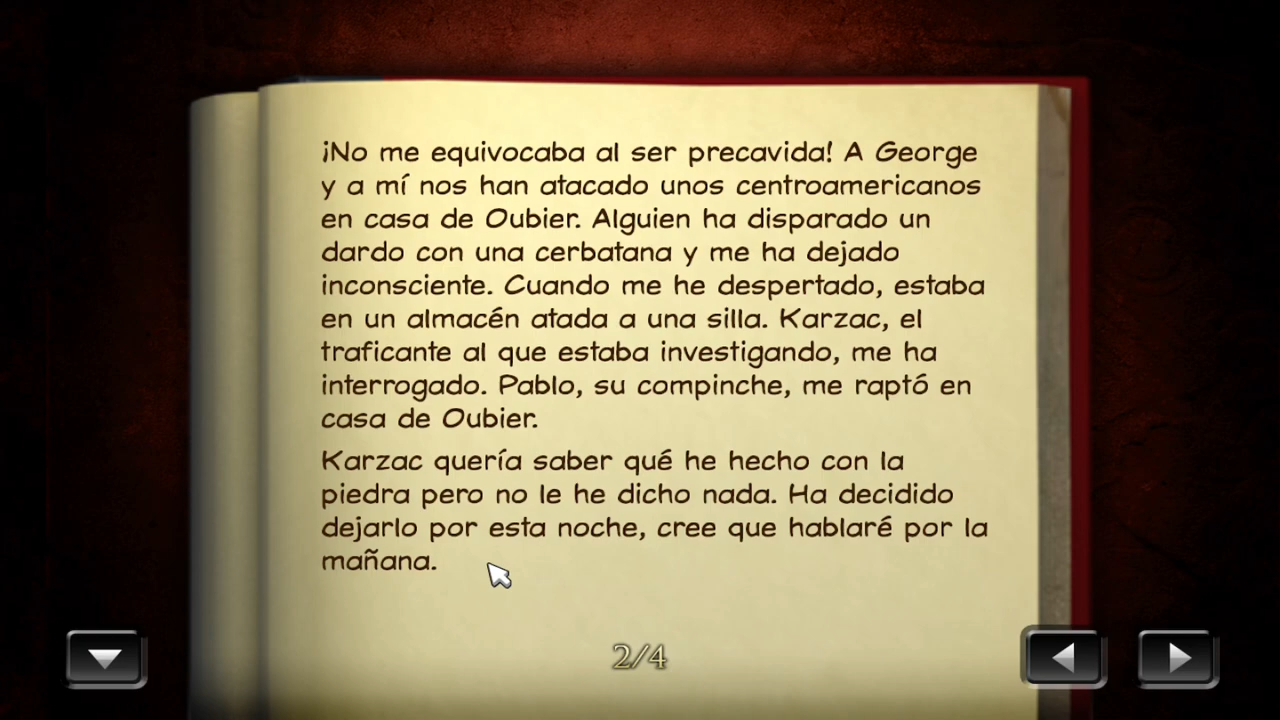 ¡No me equivocaba al ser precavida! A George
y a mí nos han atacado unos centroamericanos
en casa de Oubier. Alguien ha disparado un
dardo con una cerbatana y me ha dejado
inconsciente. Cuando me he despertado, estaba
en un almacén atada a una silla. Karzac, el
traficante al que estaba investigando, me ha
interrogado. Pablo, su compinche, me raptó en
casa de Oubier.
Karzac quería saber qué he hecho con la
piedra pero no le he dicho nada. Ha decidido
dejarlo por esta noche, cree que hablaré por la
mañana.
2/4